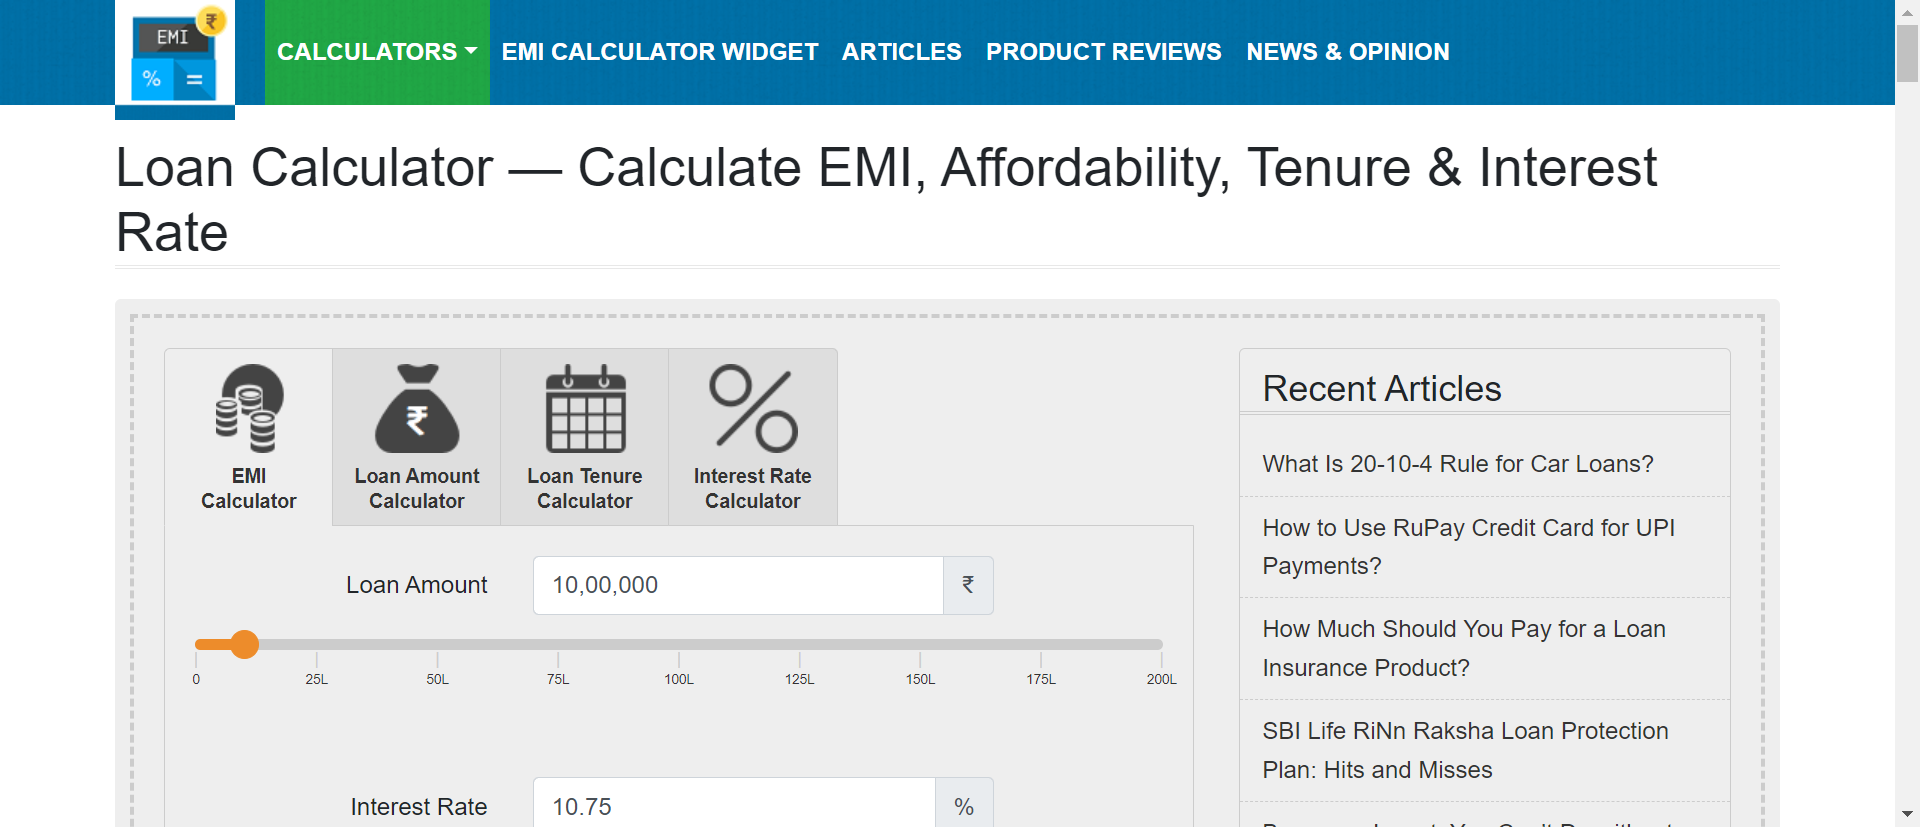 EMI
₹
%
=
CALCULATORS
EMI CALCULATOR WIDGET
ARTICLES
PRODUCT REVIEWS
NEWS & OPINION
Loan Calculator — Calculate EMI, Affordability, Tenure & Interest
Rate
EMI
Calculator
₹
Loan Amount
Calculator
Loan Tenure
Calculator
Interest Rate
Calculator
Loan Amount
10,00,000
₹
0
25L
50L
75L
100L
125L
150L
175L
200L
Interest Rate
10.75
%
Recent Articles
What Is 20-10-4 Rule for Car Loans?
How to Use RuPay Credit Card for UPI
Payments?
How Much Should You Pay for a Loan
Insurance Product?
SBI Life RiNn Raksha Loan Protection
Plan: Hits and Misses